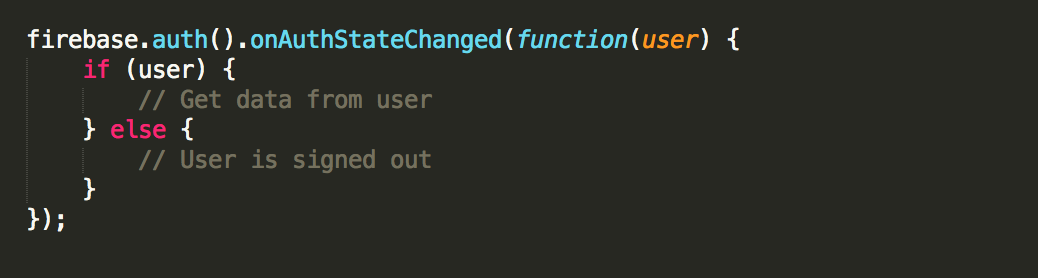 firebase.auth().onAuthStateChanged(function(user) {
    if (user) {
        // Get data from user
    } else {
        // User is signed out
    }
});